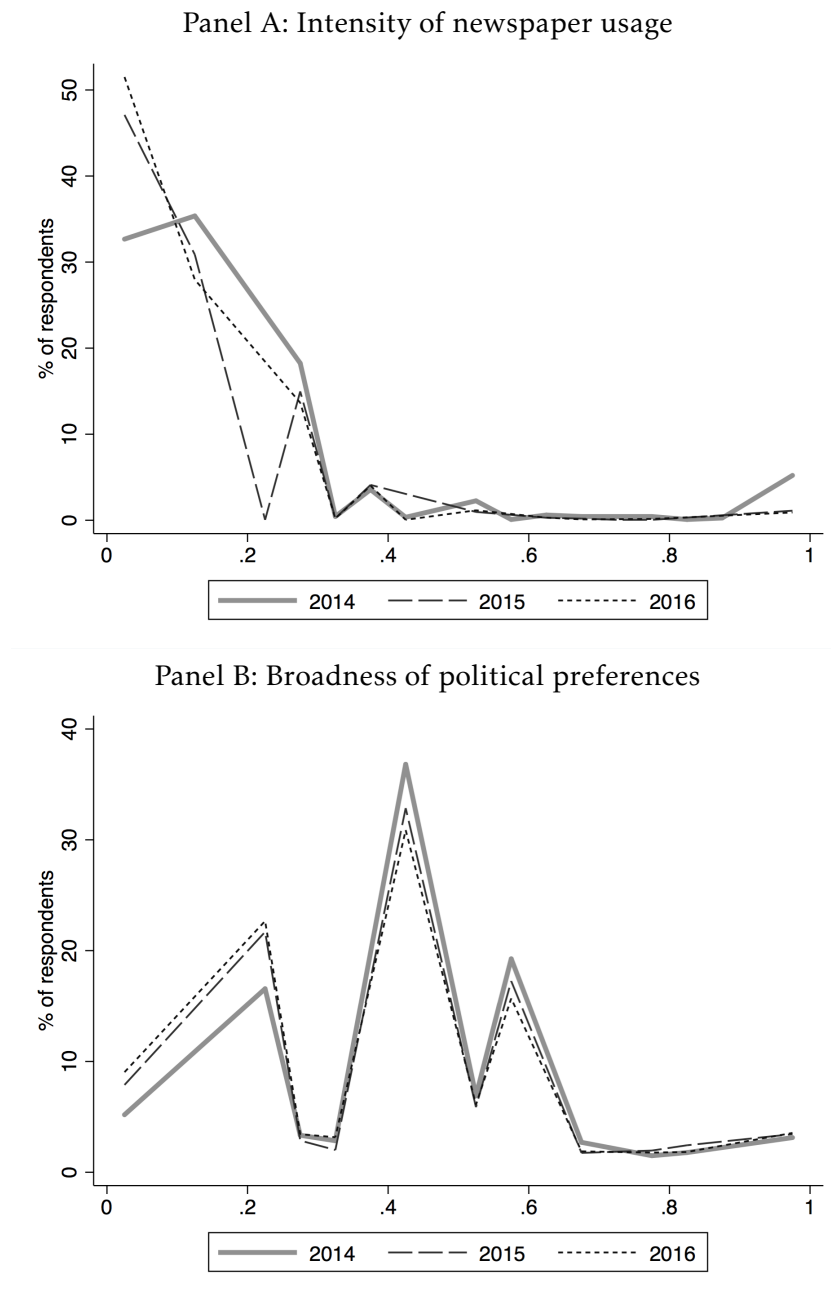 Panel A: Intensity of newspaper usage
50
40
30
20
10
0
% of respondents
0 .2 .4 .6 .8 1
2014 2015 2016
Panel B: Broadness of political preferences
40
30
20
10
0
% of respondents
0 .2 .4 .6 .8 1
2014 2015 2016